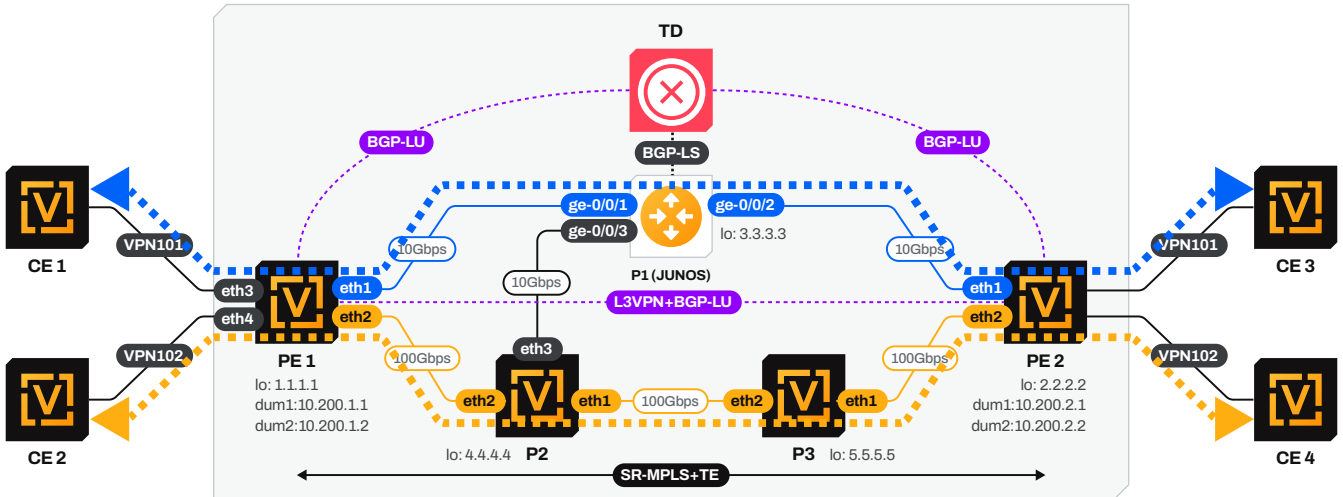 TD
BGP-LU
BGP-LS
BGP-LU
ge-0/0/1
ge-0/0/2
ge-0/0/3
lo: 3.3.3.3
P1 (JUNOS)
10Gbps
10Gbps
10Gbps
CE 1
VPN101
VPN101
CE 3
eth3
eth1
L3VPN+BGP-LU
eth1
eth4
eth2
eth2
PE 1
lo: 1.1.1.1
dum1:10.200.1.1
dum2:10.200.1.2
PE 2
lo: 2.2.2.2
dum1:10.200.2.1
dum2:10.200.2.2
VPN102
VPN102
100Gbps
100Gbps
eth3
eth2
eth1
100Gbps
eth2
eth1
lo: 4.4.4.4
P2
P3
lo: 5.5.5.5
CE 2
CE 4
SR-MPLS+TE